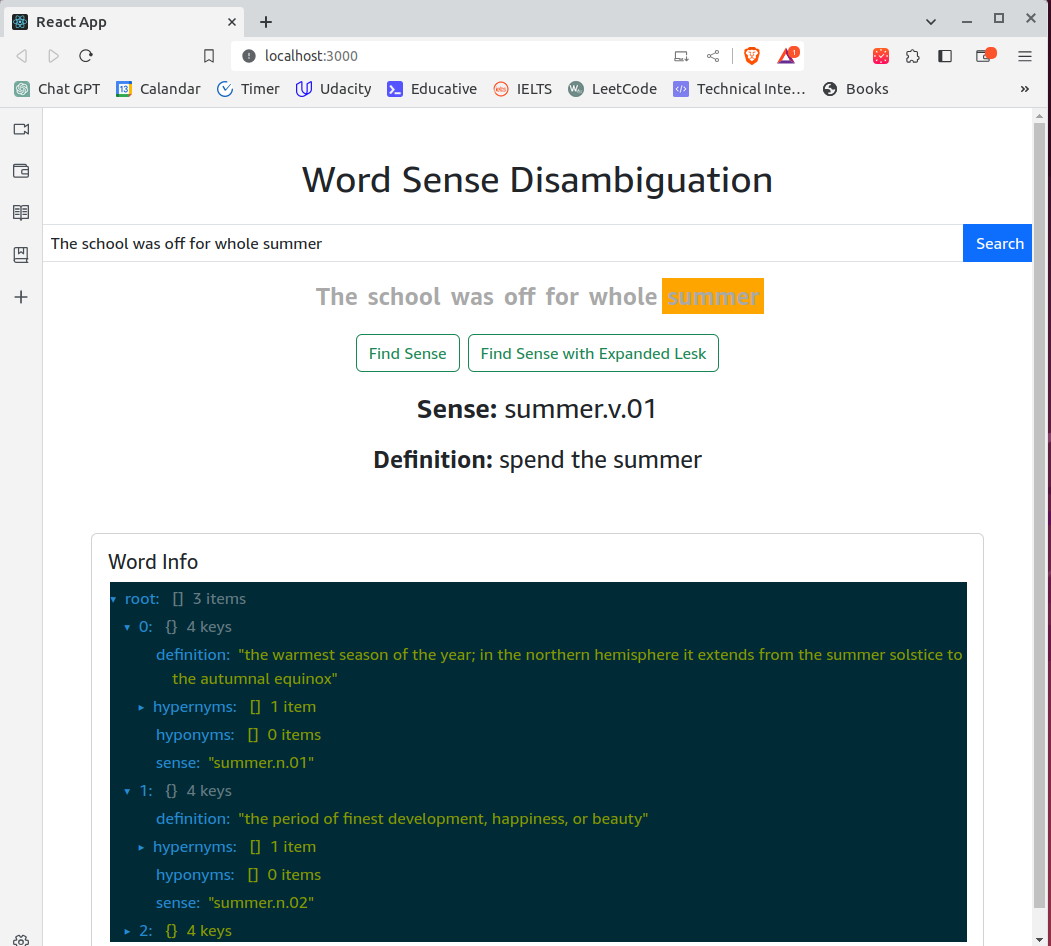 React App
localhost:3000
1
Chat GPT
13 Calandar
Timer
Udacity
Educative
IELTS
LeetCode
Technical Inte...
Books
»
Word Sense Disambiguation
The school was off for whole summer
Search
The school was off for whole summer
Find Sense
Find Sense with Expanded Lesk
Sense: summer.v.01
Definition: spend the summer
Word Info
root: [] 3 items
0: {} 4 keys
definition: "the warmest season of the year; in the northern hemisphere it extends from the summer solstice to
the autumnal equinox"
hypernyms: [] 1 item
hyponyms: [] 0 items
sense: "summer.n.01"
1: {} 4 keys
definition: "the period of finest development, happiness, or beauty"
hypernyms: [] 1 item
hyponyms: [] 0 items
sense: "summer.n.02"
2: {} 4 keys